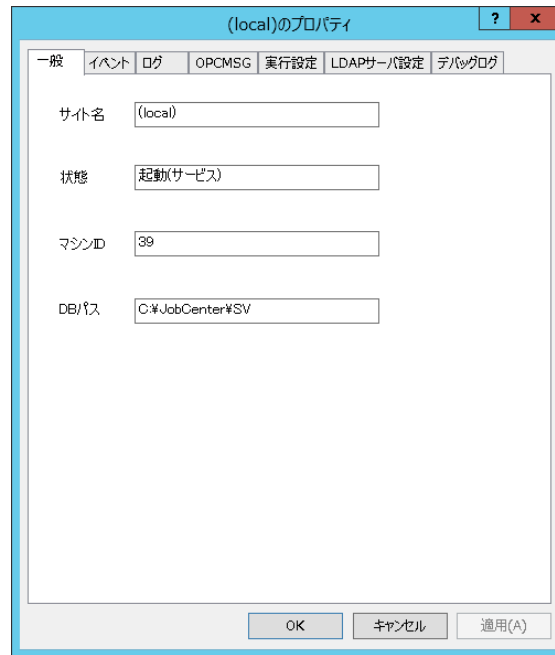 (local)のプロパティ
? x
一般 イベント ログ OPCMSG 実行設定 LDAPサーバ設定 デバッグログ
サイト名 (local)
状態 起動(サービス)
マシンID 39
DBパス C:¥JobCenter¥SV
OK キャンセル 適用(A)